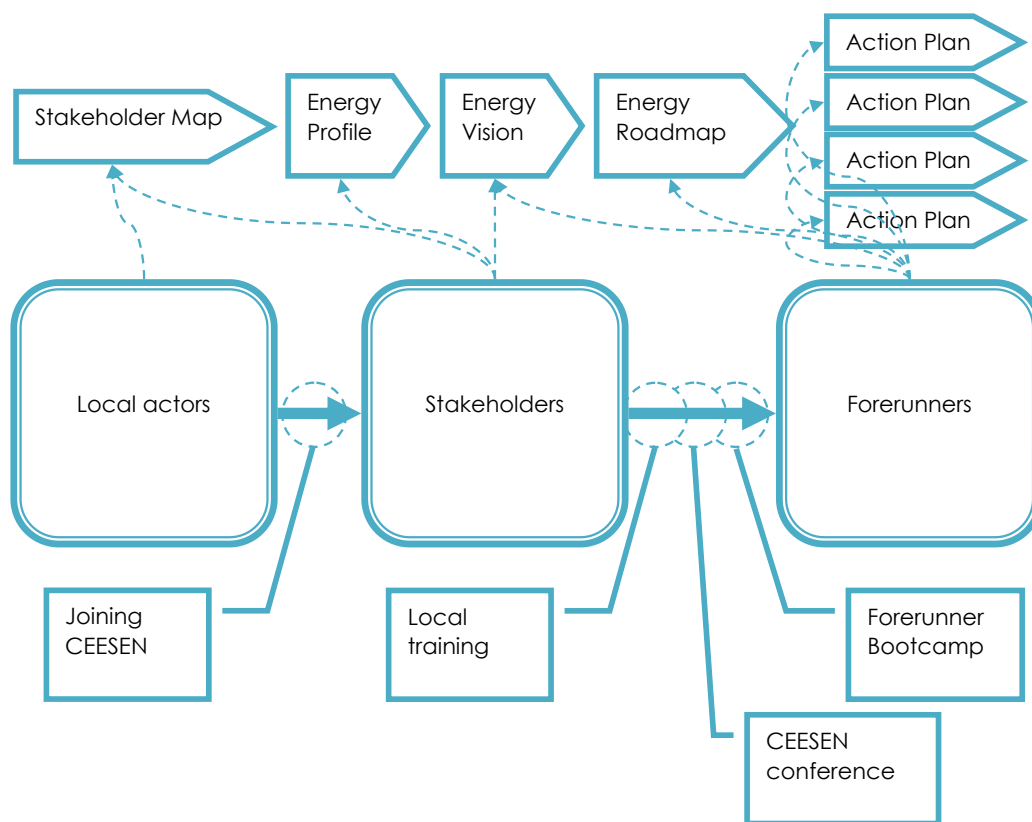 Action Plan
Stakeholder Map
Energy
Profile
Energy
Vision
Energy
Roadmap
Action Plan
Action Plan
Action Plan
Local actors
Stakeholders
Forerunners
Joining
CEESEN
Local
training
Forerunner
Bootcamp
CEESEN
conference